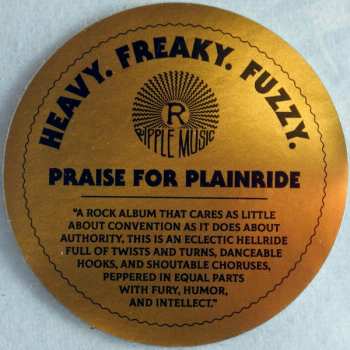 HEAVY. FREAKY. FUZZY.
R
RIPPLE MUSIC
PRAISE FOR PLAINRIDE
"A ROCK ALBUM THAT CARES AS LITTLE
ABOUT CONVENTION AS IT DOES ABOUT
AUTHORITY, THIS IS AN ECLECTIC HELLRIDE
FULL OF TWISTS AND TURNS, DANCEABLE
HOOKS, AND SHOUTABLE CHORUSES,
PEPPERED IN EQUAL PARTS
WITH FURY, HUMOR,
AND INTELLECT."